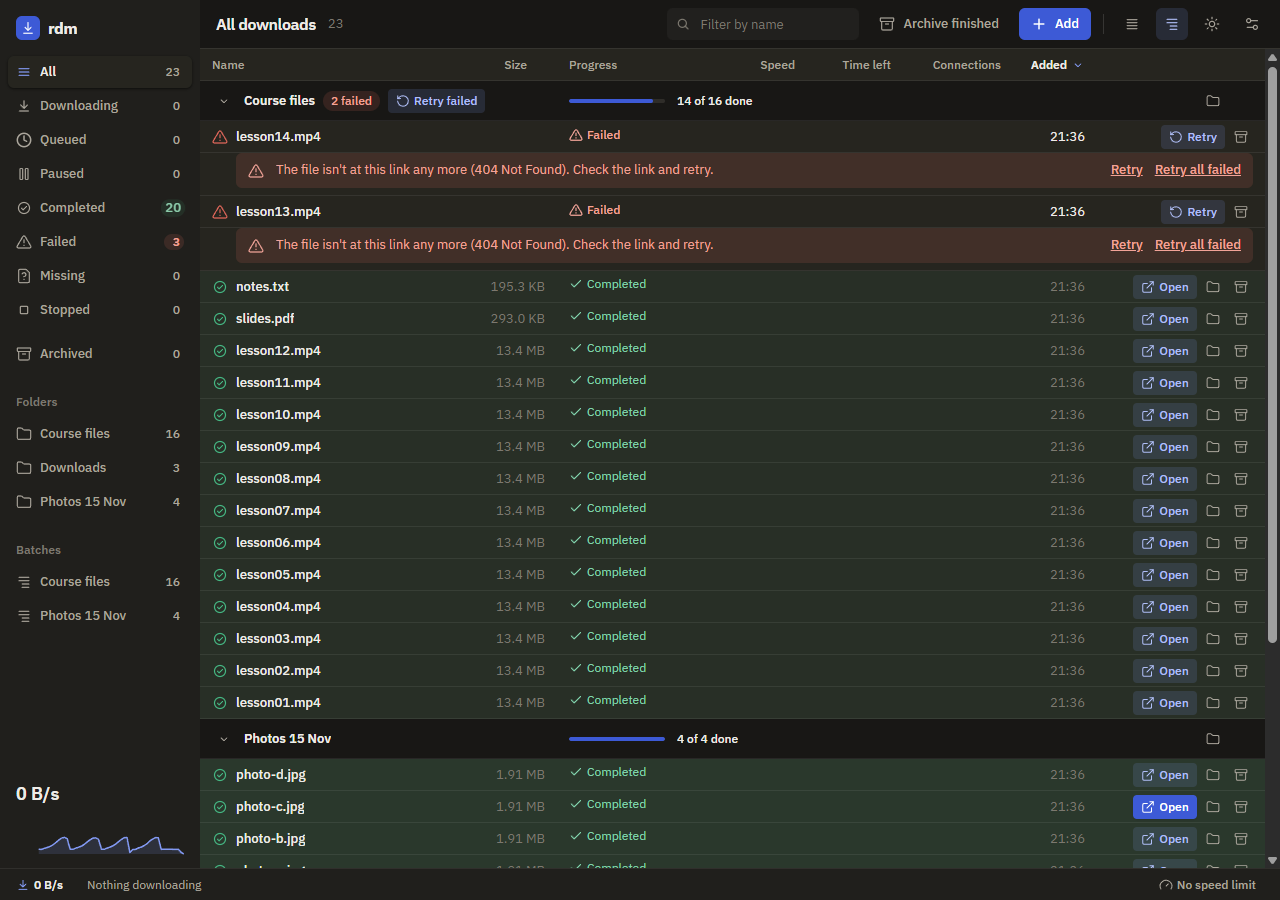 rdm
All downloads 23
Filter by name
Archive finished
Add
All 23
Downloading 0
Queued 0
Paused 0
Completed 20
Failed 3
Missing 0
Stopped 0
Archived 0
Folders
Course files 16
Downloads 3
Photos 15 Nov 4
Batches
Course files 16
Photos 15 Nov 4
0 B/s
Name Size Progress Speed Time left Connections Added
Course files 2 failed Retry failed 14 of 16 done
lesson14.mp4 Failed 21:36 Retry
The file isn't at this link any more (404 Not Found). Check the link and retry. Retry Retry all failed
lesson13.mp4 Failed 21:36 Retry
The file isn't at this link any more (404 Not Found). Check the link and retry. Retry Retry all failed
notes.txt 195.3 KB Completed 21:36 Open
slides.pdf 293.0 KB Completed 21:36 Open
lesson12.mp4 13.4 MB Completed 21:36 Open
lesson11.mp4 13.4 MB Completed 21:36 Open
lesson10.mp4 13.4 MB Completed 21:36 Open
lesson09.mp4 13.4 MB Completed 21:36 Open
lesson08.mp4 13.4 MB Completed 21:36 Open
lesson07.mp4 13.4 MB Completed 21:36 Open
lesson06.mp4 13.4 MB Completed 21:36 Open
lesson05.mp4 13.4 MB Completed 21:36 Open
lesson04.mp4 13.4 MB Completed 21:36 Open
lesson03.mp4 13.4 MB Completed 21:36 Open
lesson02.mp4 13.4 MB Completed 21:36 Open
lesson01.mp4 13.4 MB Completed 21:36 Open
Photos 15 Nov 4 of 4 done
photo-d.jpg 1.91 MB Completed 21:36 Open
photo-c.jpg 1.91 MB Completed 21:36 Open
photo-b.jpg 1.91 MB Completed 21:36 Open
Completed
0 B/s Nothing downloading No speed limit